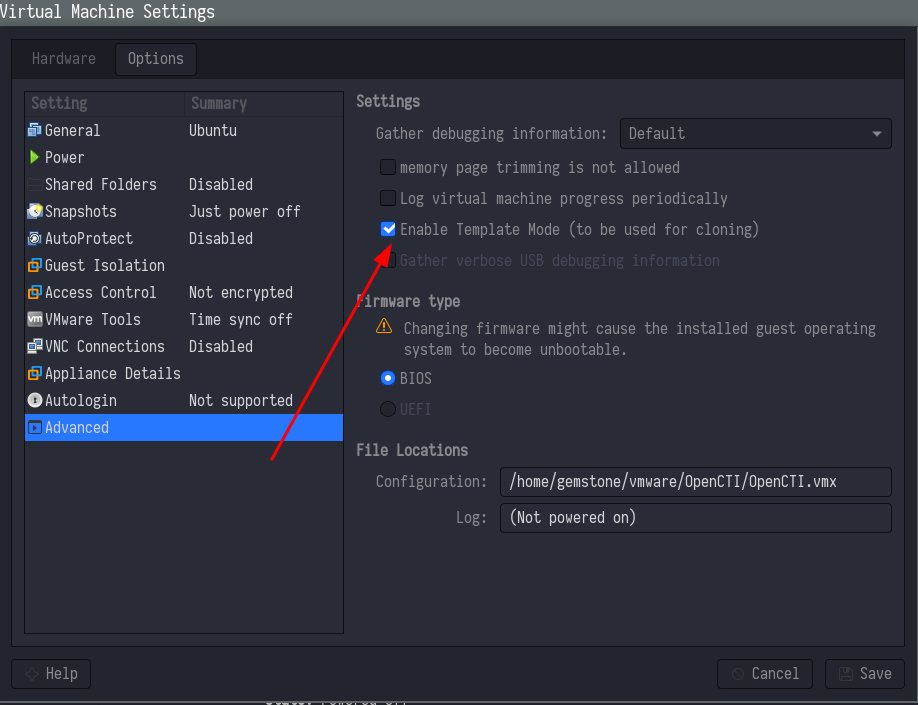 Virtual Machine Settings
Hardware Options
Setting Summary
General Ubuntu
Power
Shared Folders Disabled
Snapshots Just power off
AutoProtect Disabled
Guest Isolation
Access Control Not encrypted
VMware Tools Time sync off
VNC Connections Disabled
Appliance Details
Autologin Not supported
Advanced
Settings
Gather debugging information: Default
memory page trimming is not allowed
Log virtual machine progress periodically
Enable Template Mode (to be used for cloning)
Gather verbose USB debugging information
Firmware type
Changing firmware might cause the installed guest operating
system to become unbootable.
BIOS
UEFI
File Locations
Configuration: /home/gemstone/vmware/OpenCTI/OpenCTI.vmx
Log: (Not powered on)
Help Cancel Save